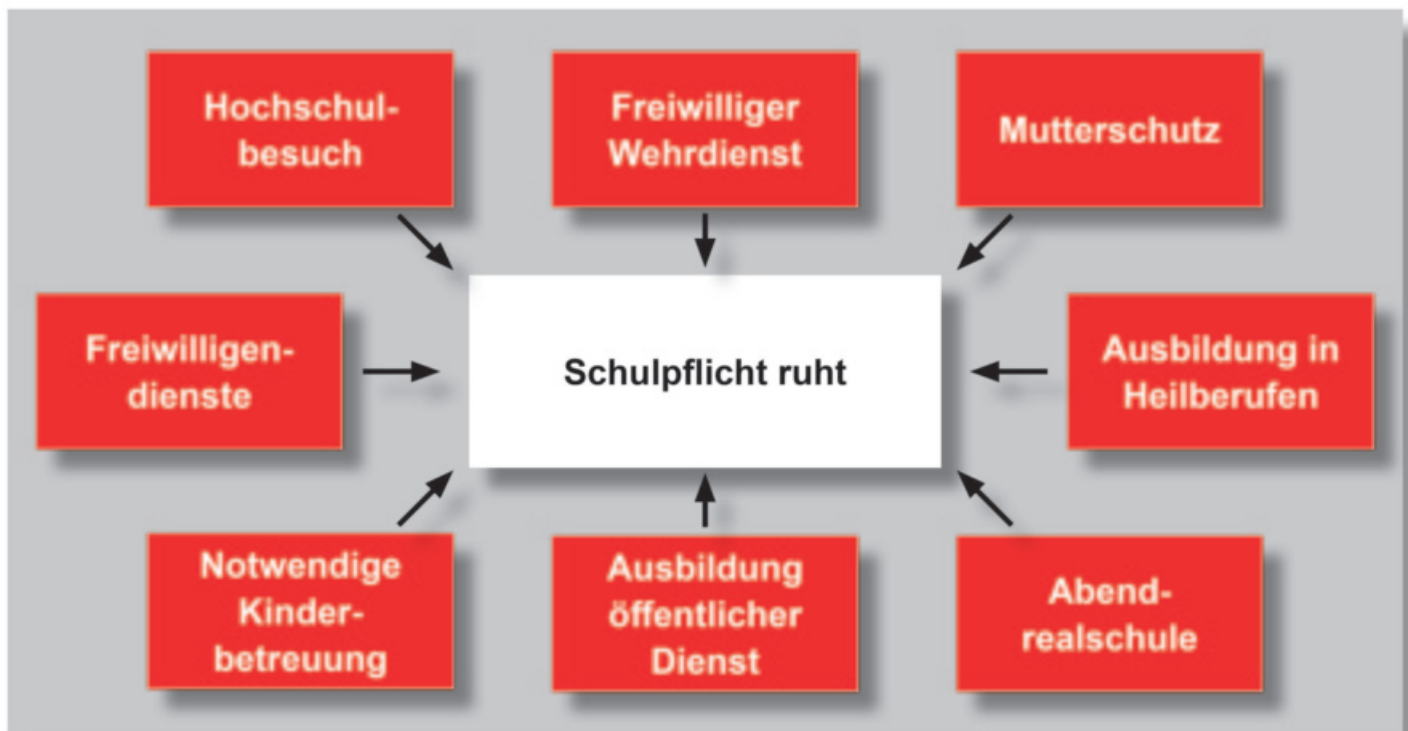 Hochschul-
besuch
Freiwilliger
Wehrdienst
Mutterschutz
Freiwilligen-
dienste
Schulpflicht ruht
Ausbildung in
Heilberufen
Notwendige
Kinder-
betreuung
Ausbildung
öffentlicher
Dienst
Abend-
realschule